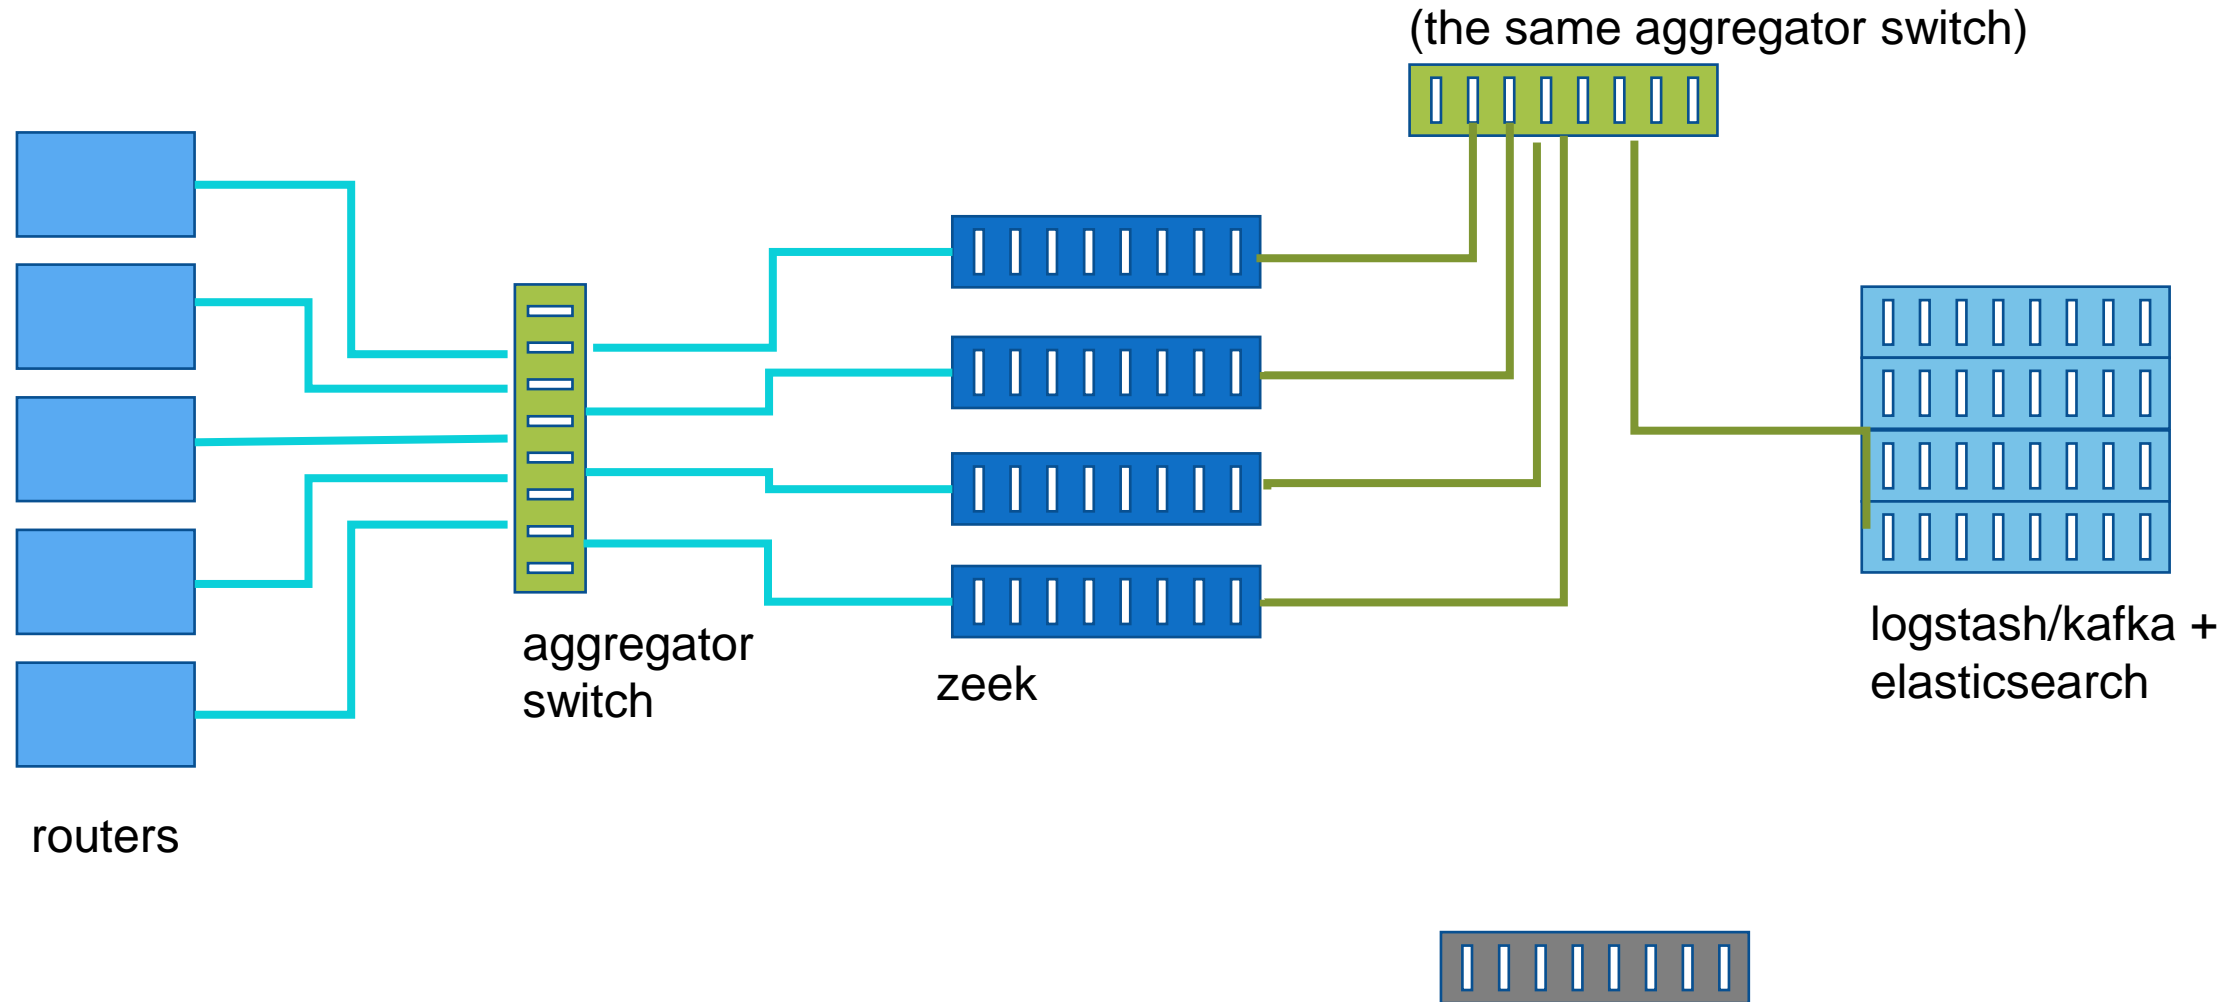 (the same aggregator switch)
aggregator
switch
zeek
logstash/kafka +
elasticsearch
routers